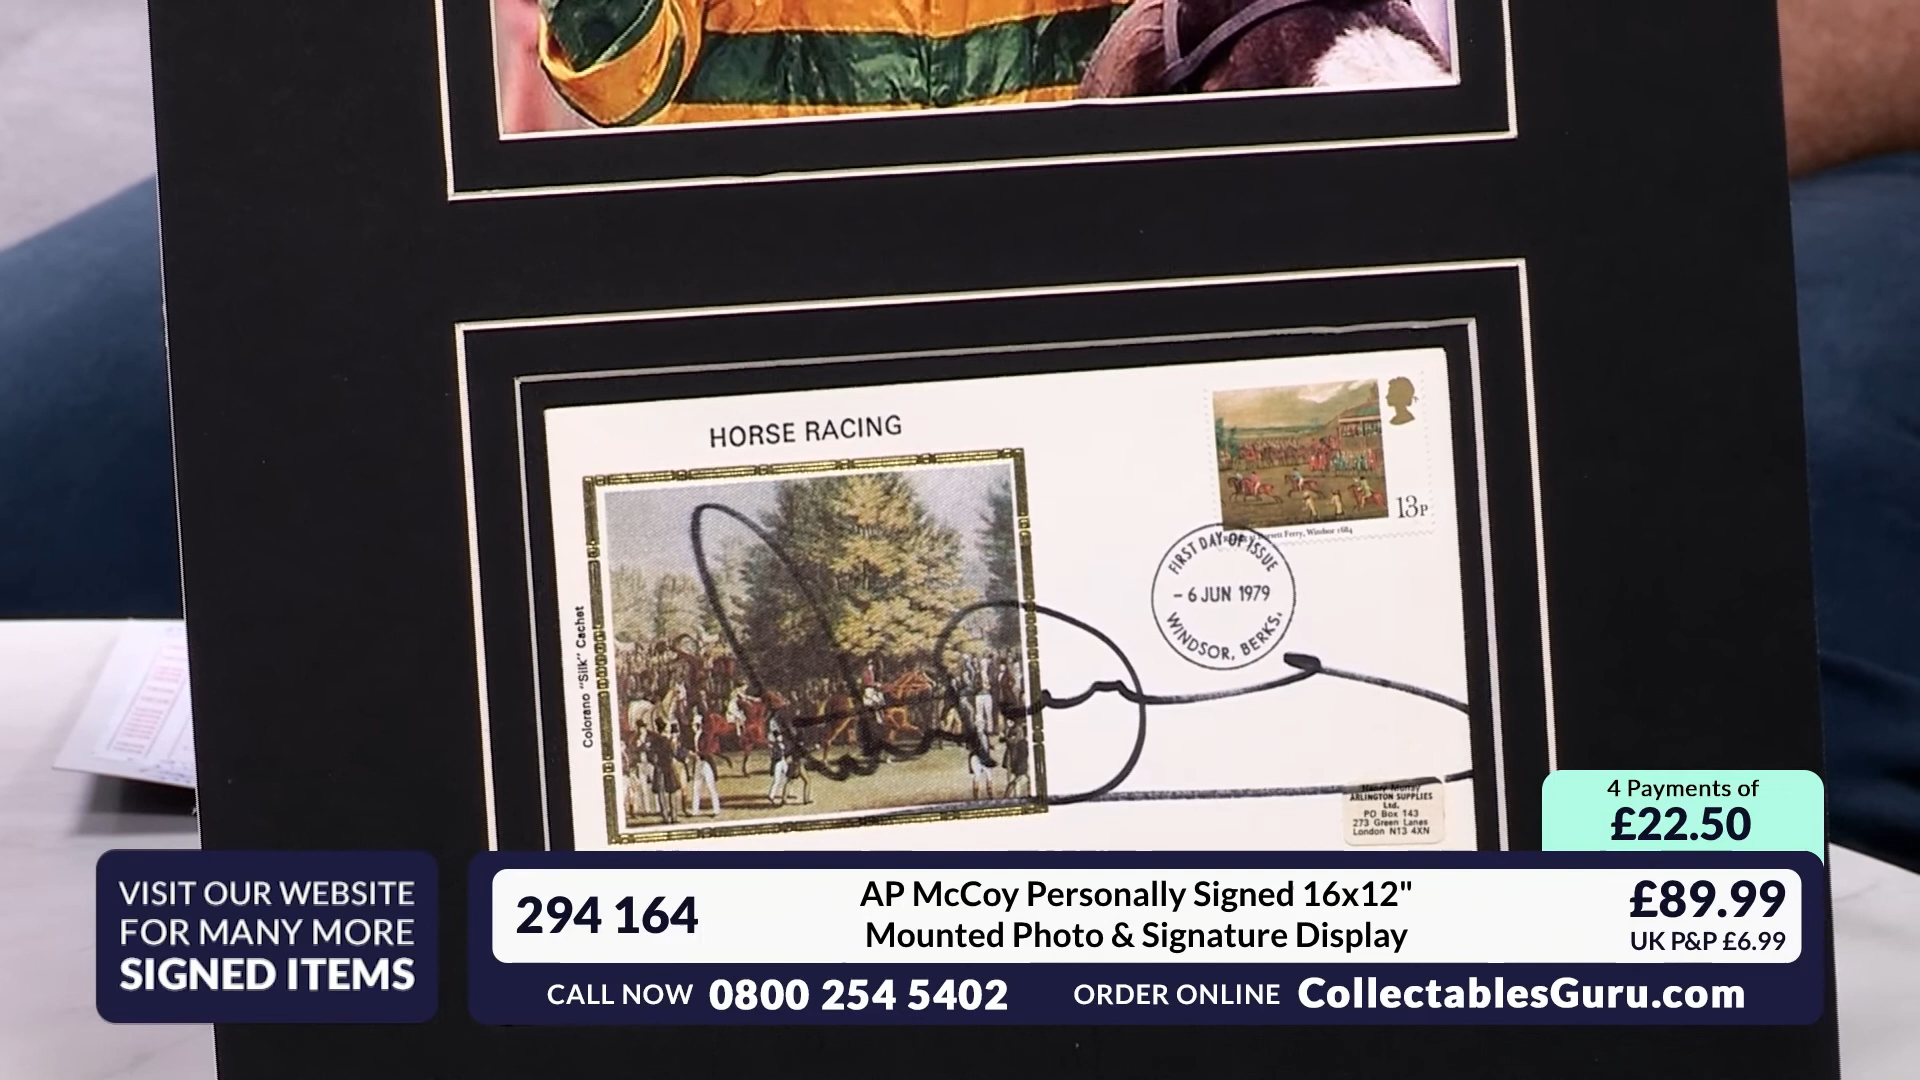 HORSE RACING
13P
Ferry, Windsor 1684
FIRST DAY OF ISSUE
- 6 JUN 1979
WINDSOR, BERKS.
Colorano "Silk" Cachet
ARLINGTON SUPPLIES
Ltd.
PO Box 143
273 Green Lanes
London N13 4XN
4 Payments of
£22.50
VISIT OUR WEBSITE
FOR MANY MORE
SIGNED ITEMS
294 164
AP McCoy Personally Signed 16x12"
Mounted Photo & Signature Display
£89.99
UK P&P £6.99
CALL NOW 0800 254 5402
ORDER ONLINE CollectablesGuru.com